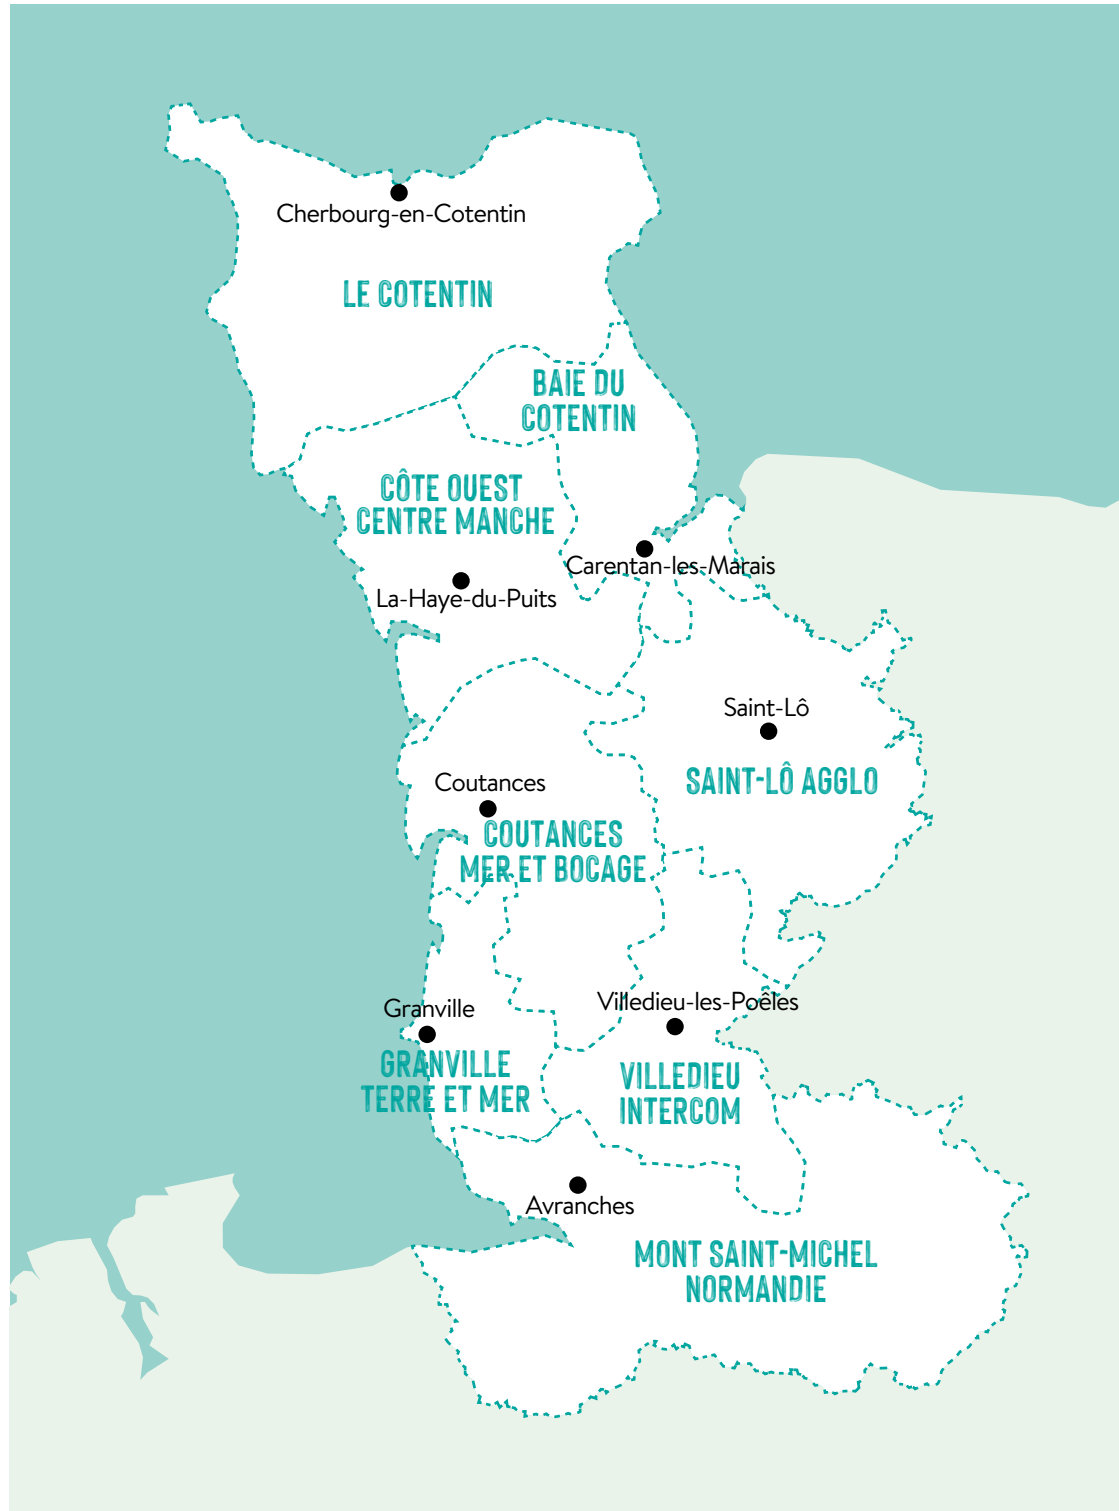 Cherbourg-en-Cotentin
LE COTENTIN
BAIE DU
COTENTIN
CÔTE OUEST
CENTRE MANCHE
Carentan-les-Marais
La-Haye-du-Puits
Saint-Lô
SAINT-LÔ AGGLO
Coutances
COUTANCES
MER ET BOCAGE
Granville
GRANVILLE
TERRE ET MER
Villedieu-les-Poêles
VILLEDIEU
INTERCOM
Avranches
MONT SAINT-MICHEL
NORMANDIE